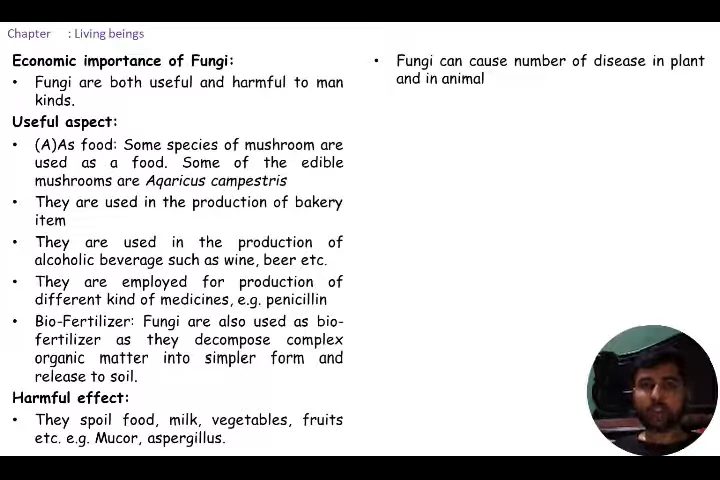 Chapter : Living beings
Economic importance of Fungi:
• Fungi are both useful and harmful to man
kinds.
Useful aspect:
• (A)As food: Some species of mushroom are
used as a food. Some of the edible
mushrooms are Aqaricus campestris
• They are used in the production of bakery
item
• They are used in the production of
alcoholic beverage such as wine, beer etc.
• They are employed for production of
different kind of medicines, e.g. penicillin
• Bio-Fertilizer: Fungi are also used as bio-
fertilizer as they decompose complex
organic matter into simpler form and
release to soil.
Harmful effect:
• They spoil food, milk, vegetables, fruits
etc. e.g. Mucor, aspergillus.
• Fungi can cause number of disease in plant
and in animal